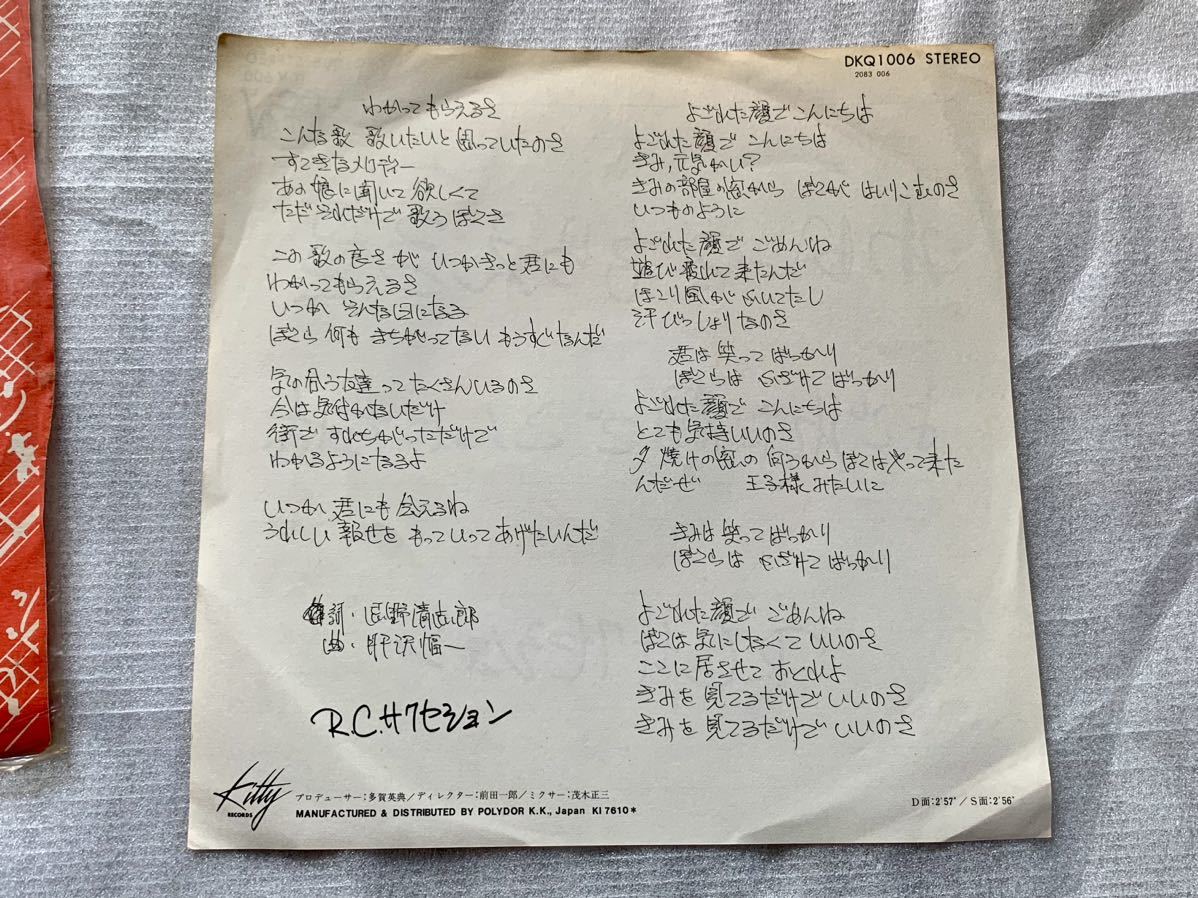 DKQ1006 STEREO
2083 006
わかってもらえるさ
こんな歌 歌いたいと思っていたのさ
すてきなメロディー
あの娘に聞いて欲しくて
ただそれだけで歌うぼくさ
この歌の良さが いつかきっと君にも
わかってもらえるさ
いつか そんな日になる
ぼくら何も まちがってない もうすぐなんだ
気の合う友達って たくさんいるのさ
今は気付かないだけ
街で すれちがっただけで
わかるようになるよ
いつか 君にも会えるね
うれしい 報せを もっていって あげたいんだ
作詞・忌野清志郎
曲・肝沢幅一
R.C.サクセション
よごれた顔でこんにちは
よごれた顔で こんにちは
きみ,元気かい?
きみの部屋の窓から ぼくが はいりこむのさ
いつものように
よごれた顔で ごめんね
遊び疲れて来たんだ
ほこり風が ふいてたし
汗びっしょりなのさ
君は笑って ばっかり
ぼくらは ふざけて ばっかり
よごれた顔で こんにちは
とても気持いいのさ
夕焼けの窓の向うから ぼくはやって来た
んだぜ 王子様みたいに
きみは笑って ばっかり
ぼくらは ふざけて ばっかり
よごれた顔で ごめんね
ぼくは気にしなくて いいのさ
ここに居させて おくれよ
きみを見てるだけで いいのさ
きみを見てるだけで いいのさ
Kitty
RECORDS
プロデューサー:多賀英典/ディレクター:前田一郎/ミクサー:茂木正三
MANUFACTURED & DISTRIBUTED BY POLYDOR K.K., Japan KI 7610*
D面:2'57"/S面:2'56"